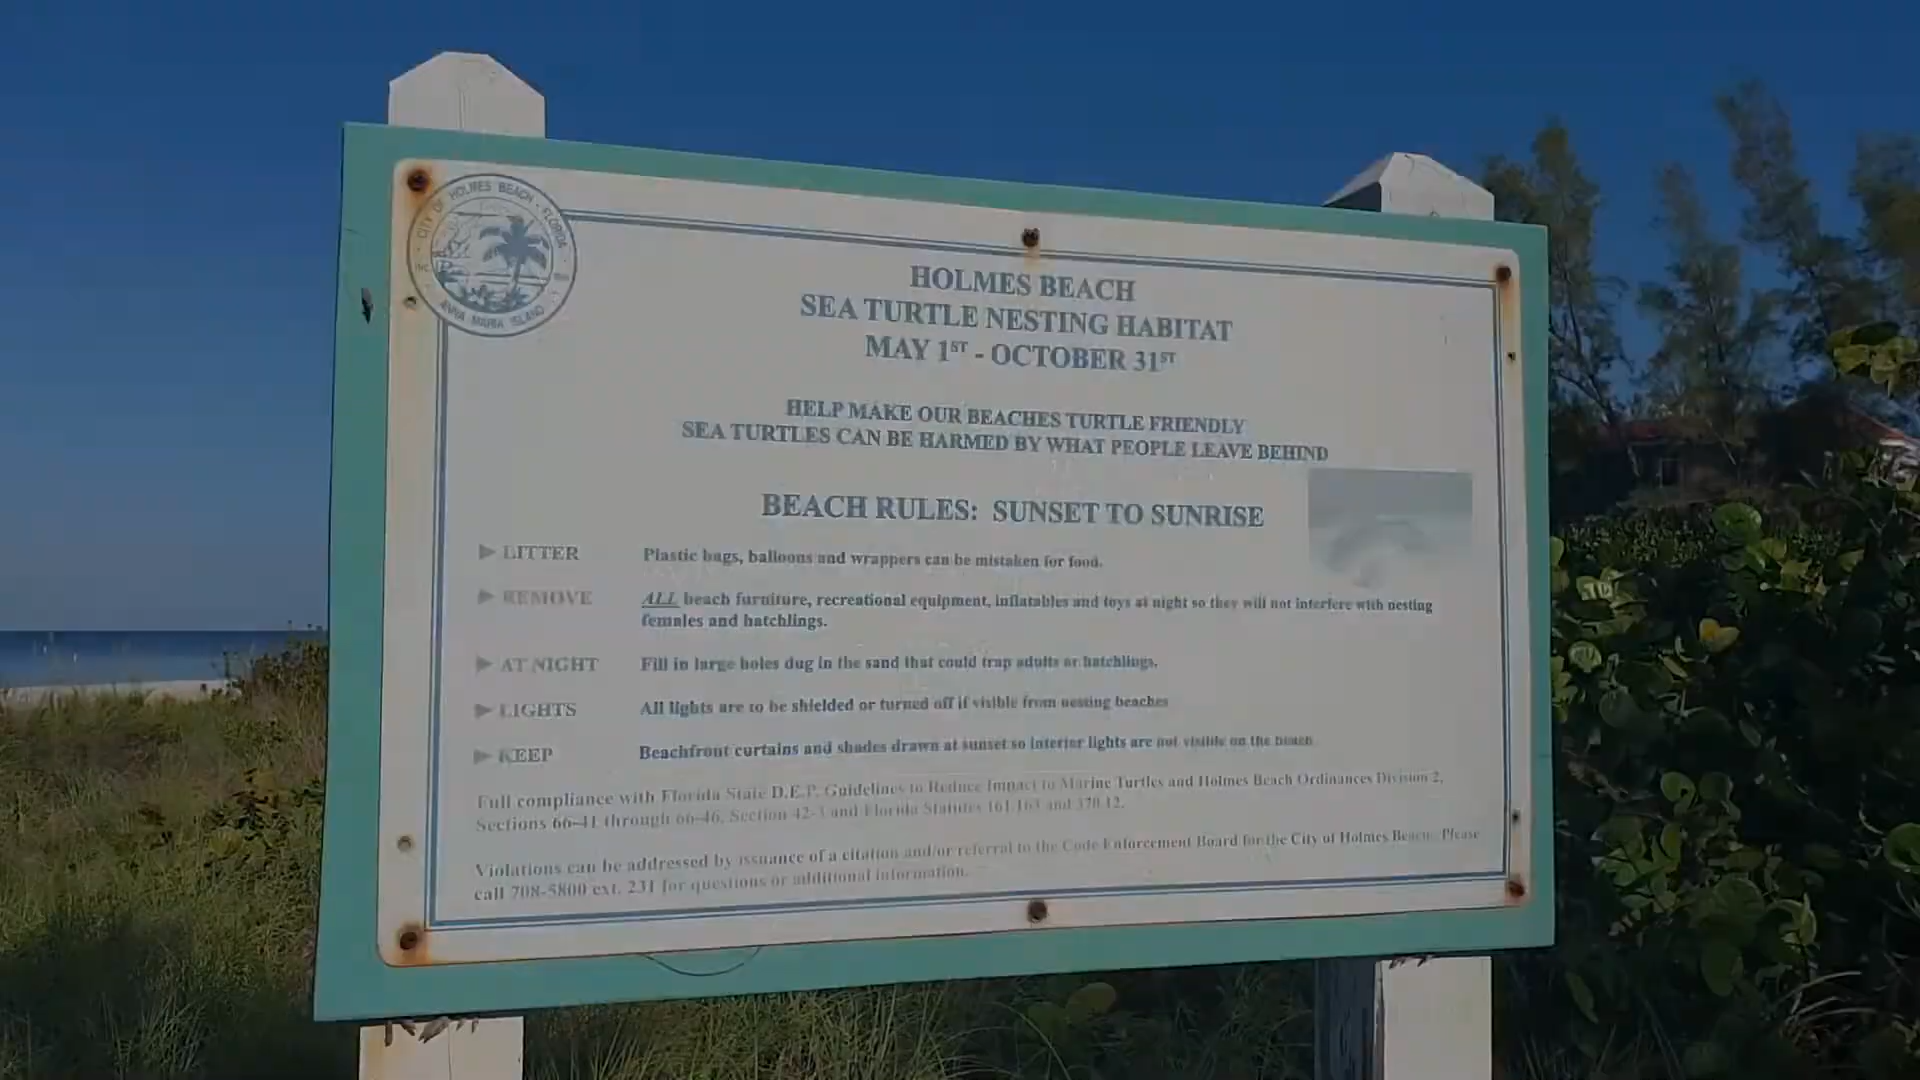 CITY OF HOLMES BEACH - FLORIDA
ANNA MARIA ISLAND
HOLMES BEACH
SEA TURTLE NESTING HABITAT
MAY 1ST - OCTOBER 31ST
HELP MAKE OUR BEACHES TURTLE FRIENDLY
SEA TURTLES CAN BE HARMED BY WHAT PEOPLE LEAVE BEHIND
BEACH RULES: SUNSET TO SUNRISE
LITTER Plastic bags, balloons and wrappers can be mistaken for food.
REMOVE ALL beach furniture, recreational equipment, inflatables and toys at night so they will not interfere with nesting
females and hatchlings.
AT NIGHT Fill in large holes dug in the sand that could trap adults or hatchlings.
LIGHTS All lights are to be shielded or turned off if visible from nesting beaches
KEEP Beachfront curtains and shades drawn at sunset so interior lights are not visible on the beach
Full compliance with Florida State D.E.P. Guidelines to Reduce Impact to Marine Turtles and Holmes Beach Ordinances Division 2,
Sections 66-41 through 66-46, Section 42-3 and Florida Statutes 161.163 and 370.12.
Violations can be addressed by issuance of a citation and/or referral to the Code Enforcement Board for the City of Holmes Beach. Please
call 708-5800 ext. 231 for questions or additional information.